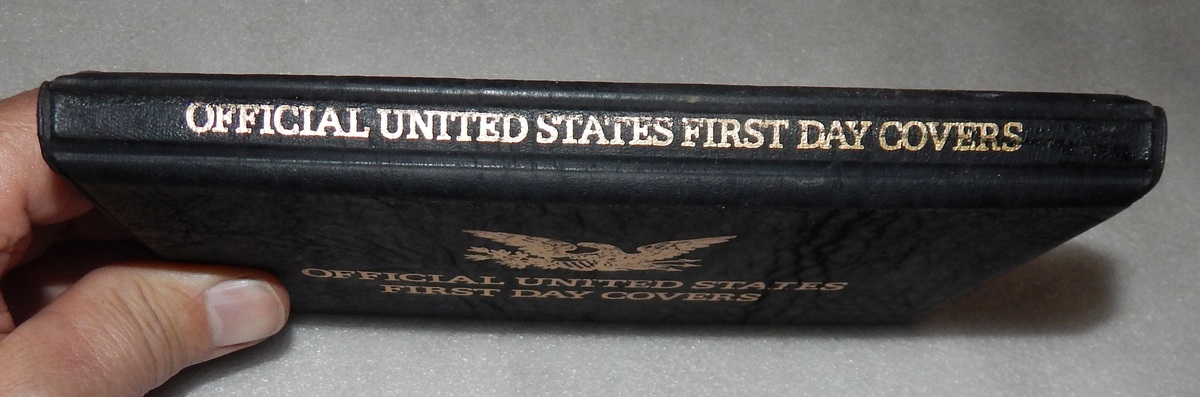 OFFICIAL UNITED STATES FIRST DAY COVERS
OFFICIAL UNITED STATES
FIRST DAY COVERS